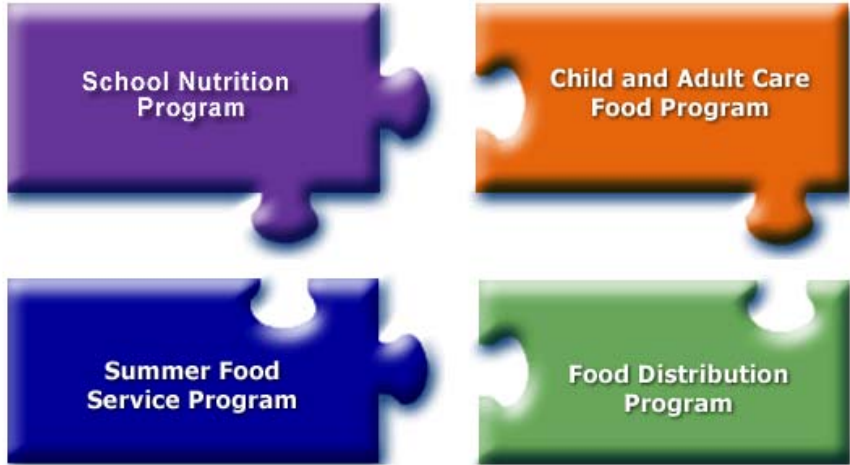 School Nutrition
Program
Child and Adult Care
Food Program
Summer Food
Service Program
Food Distribution
Program